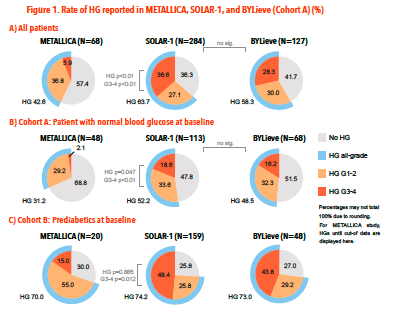 Figure 1. Rate of HG reported in METALLICA, SOLAR-1, and BYLieve (Cohort A) (%)
A) All patients
METALLICA (N=68)
SOLAR-1 (N=284)
no sig.
BYLieve (N=127)
5.9
36.8
57.4
HG p<0.01
G3-4 p<0.01
36.6
36.3
27.1
28.3
41.7
30.0
HG 42.6
HG 63.7
HG 58.3
B) Cohort A: Patient with normal blood glucose at baseline
METALLICA (N=48)
SOLAR-1 (N=113)
no sig.
BYLieve (N=68)
2.1
29.2
68.8
HG p=0.047
G3-4 p<0.01
18.6
47.8
33.6
16.2
51.5
32.3
HG 31.2
HG 52.2
HG 48.5
No HG
HG all-grade
HG G1-2
HG G3-4
Percentages may not total
100% due to rounding.
For METALLICA study,
HGs until cut-of date are
displayed here.
C) Cohort B: Prediabetics at baseline
METALLICA (N=20)
SOLAR-1 (N=159)
BYLieve (N=48)
15.0
30.0
55.0
HG p=0.885
G3-4 p=0.012
48.4
25.8
25.8
43.8
27.0
29.2
HG 70.0
HG 74.2
HG 73.0